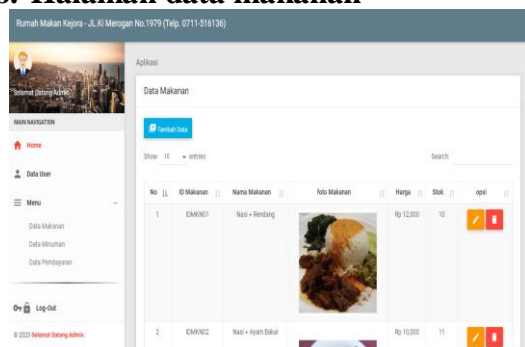 Halaman data makanan
Rumah Makan Kejora - JL.Ki Merogan No.1979 (Telp. 0711-516136)
Selamat Datang Admin
MAIN NAVIGATION
Home
Data User
Menu
Data Makanan
Data Minuman
Data Pembayaran
Log-Out
© 2023 Selamat Datang Admin
Aplikasi
Data Makanan
Tambah Data
Show 10 entries
Search:
No ID Makanan Nama Makanan foto Makanan Harga Stok opsi
1 IDMKN01 Nasi + Rendang Rp 12,000 10
2 IDMKN02 Nasi + Ayam Bakar Rp 10,000 11